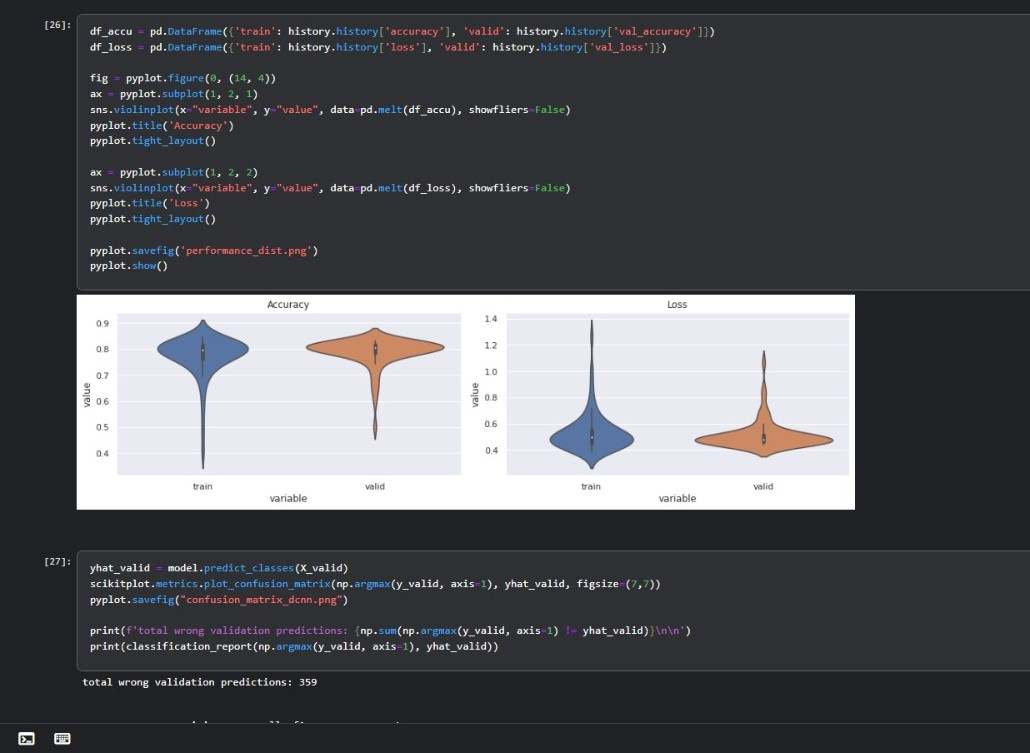 [26]:
df_accu = pd.DataFrame({'train': history.history['accuracy'], 'valid': history.history['val_accuracy']})
df_loss = pd.DataFrame({'train': history.history['loss'], 'valid': history.history['val_loss']})
fig = pyplot.figure(0, (14, 4))
ax = pyplot.subplot(1, 2, 1)
sns.violinplot(x="variable", y="value", data=pd.melt(df_accu), showfliers=False)
pyplot.title('Accuracy')
pyplot.tight_layout()
ax = pyplot.subplot(1, 2, 2)
sns.violinplot(x="variable", y="value", data=pd.melt(df_loss), showfliers=False)
pyplot.title('Loss')
pyplot.tight_layout()
pyplot.savefig('performance_dist.png')
pyplot.show()
Accuracy
0.9
0.8
0.7
0.6
0.5
0.4
value
train valid
variable
Loss
1.4
1.2
1.0
0.8
0.6
0.4
value
train valid
variable
[27]:
yhat_valid = model.predict_classes(X_valid)
scikitplot.metrics.plot_confusion_matrix(np.argmax(y_valid, axis=1), yhat_valid, figsize=(7,7))
pyplot.savefig("confusion_matrix_dcnn.png")
print(f'total wrong validation predictions: {np.sum(np.argmax(y_valid, axis=1) != yhat_valid)}\n\n')
print(classification_report(np.argmax(y_valid, axis=1), yhat_valid))
total wrong validation predictions: 359